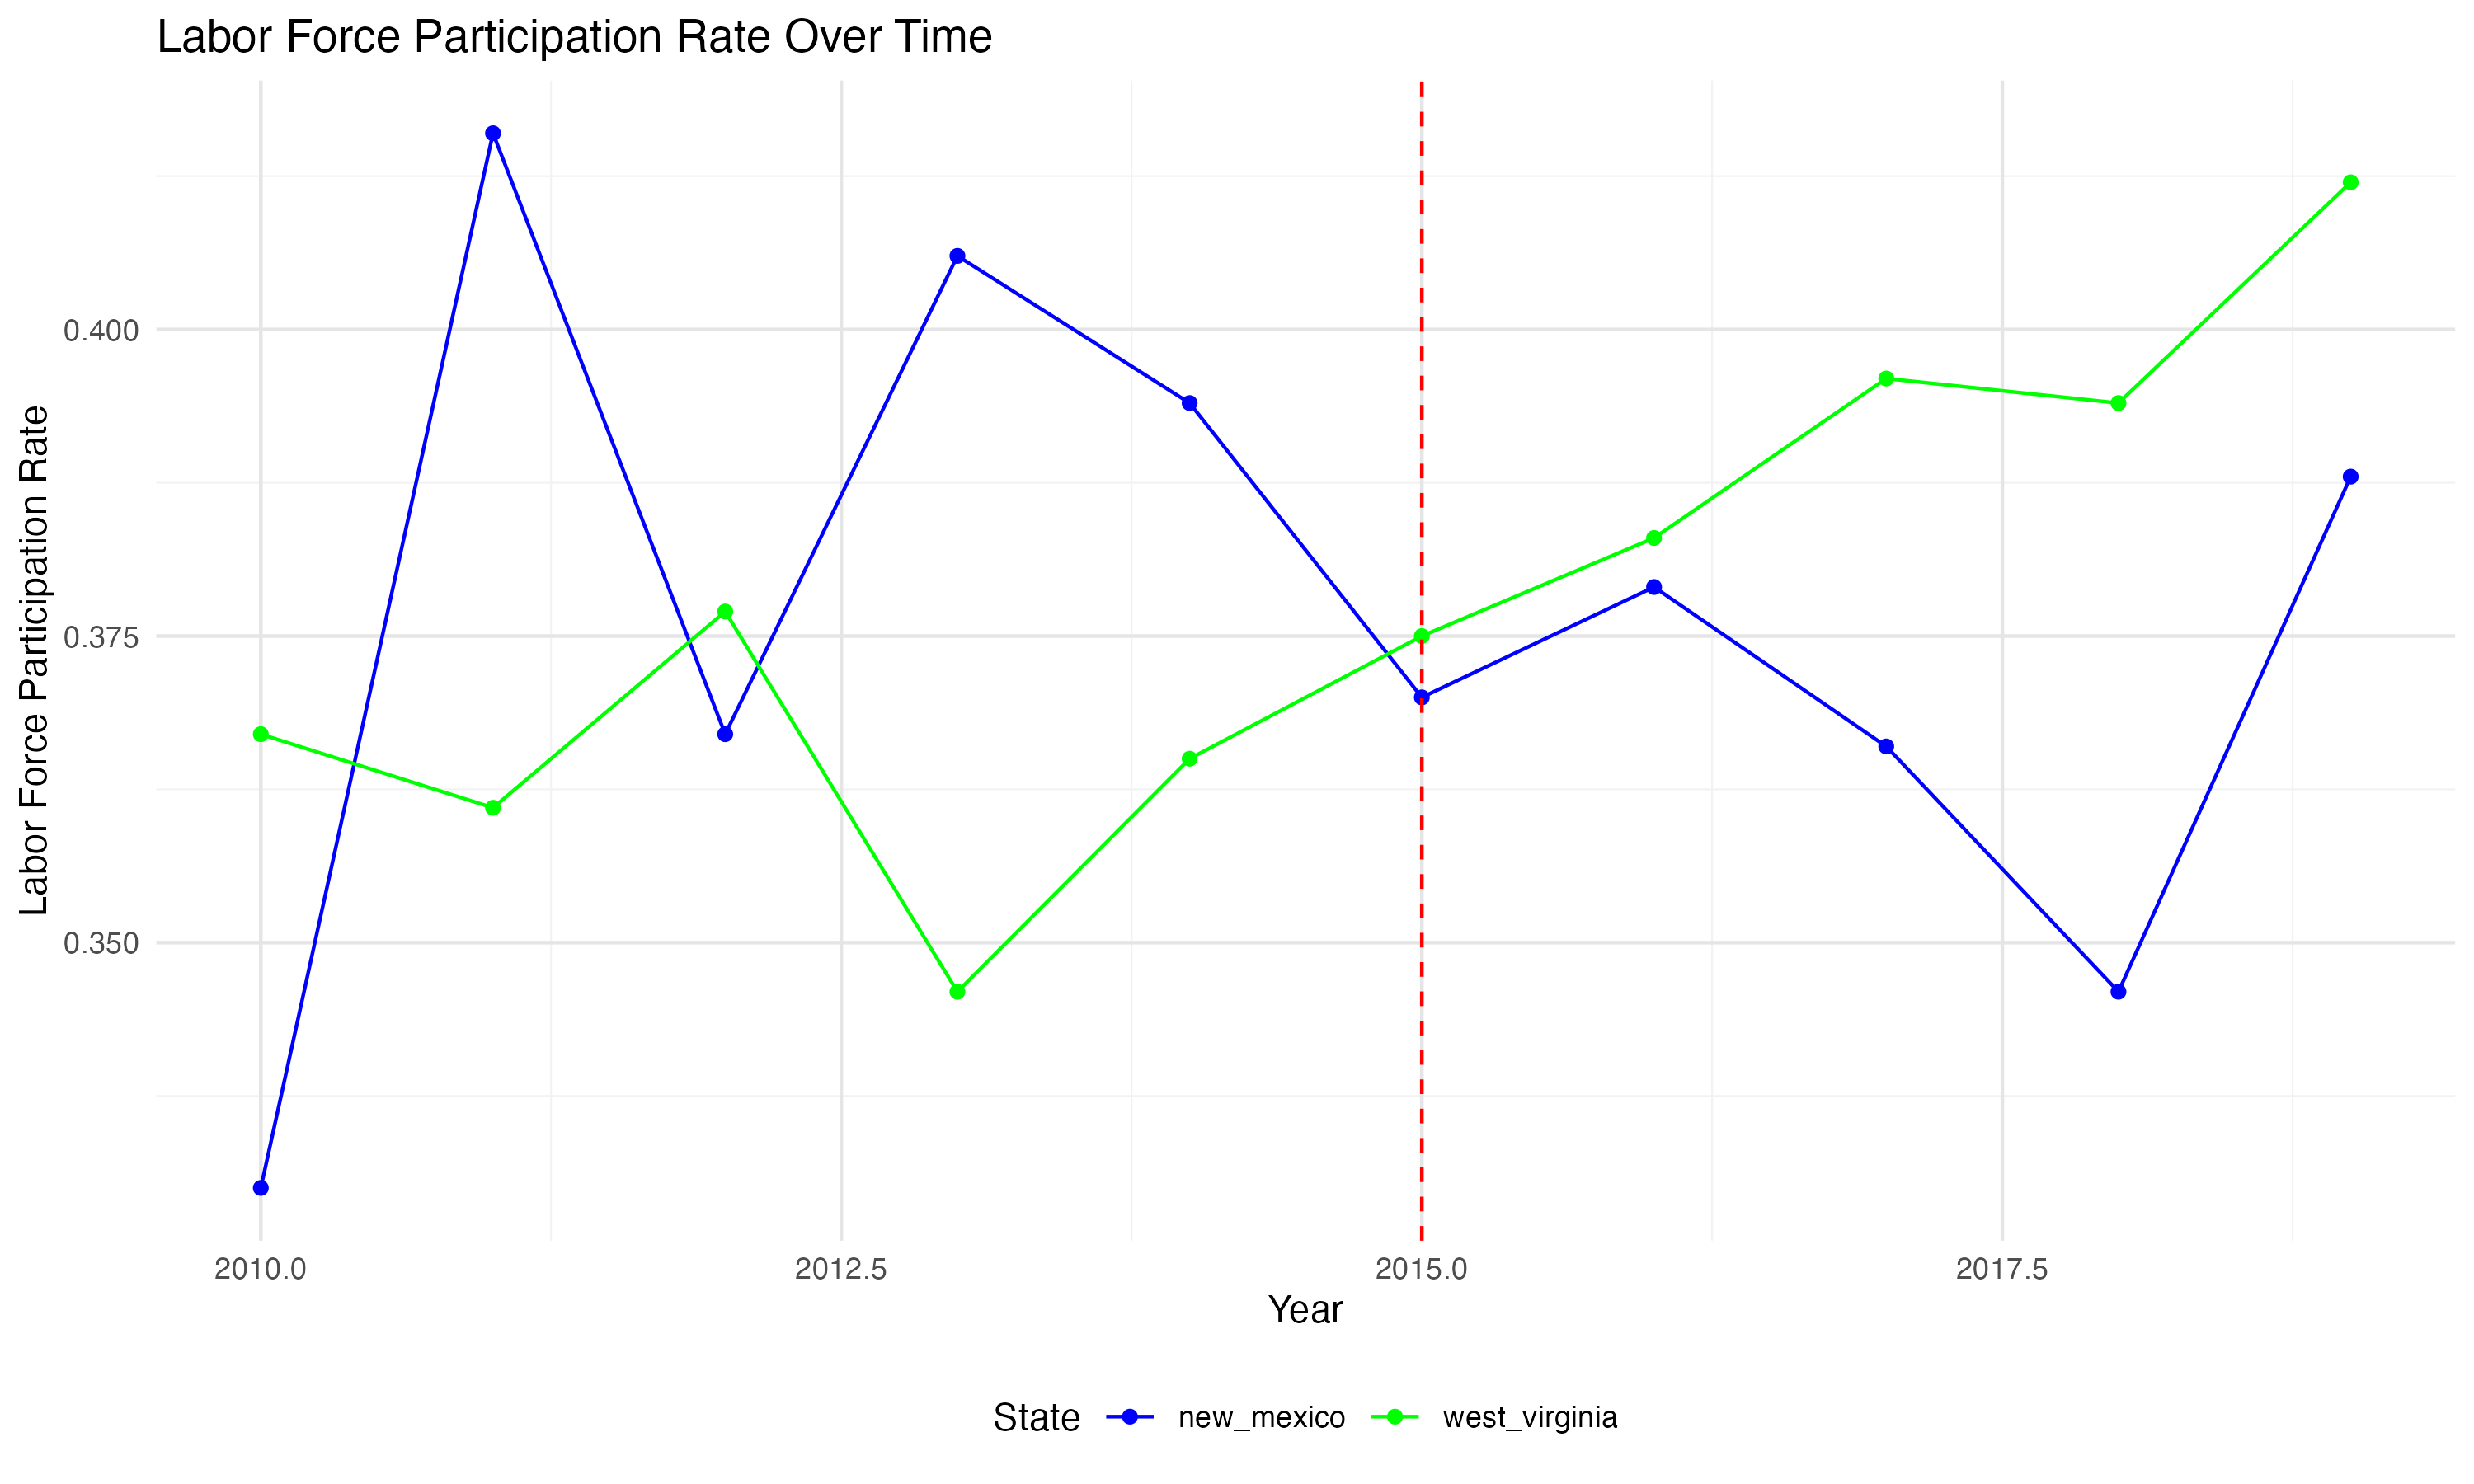 Labor Force Participation Rate Over Time
Labor Force Participation Rate
0.400
0.375
0.350
2010.0 2012.5 2015.0 2017.5
Year
State new_mexico west_virginia